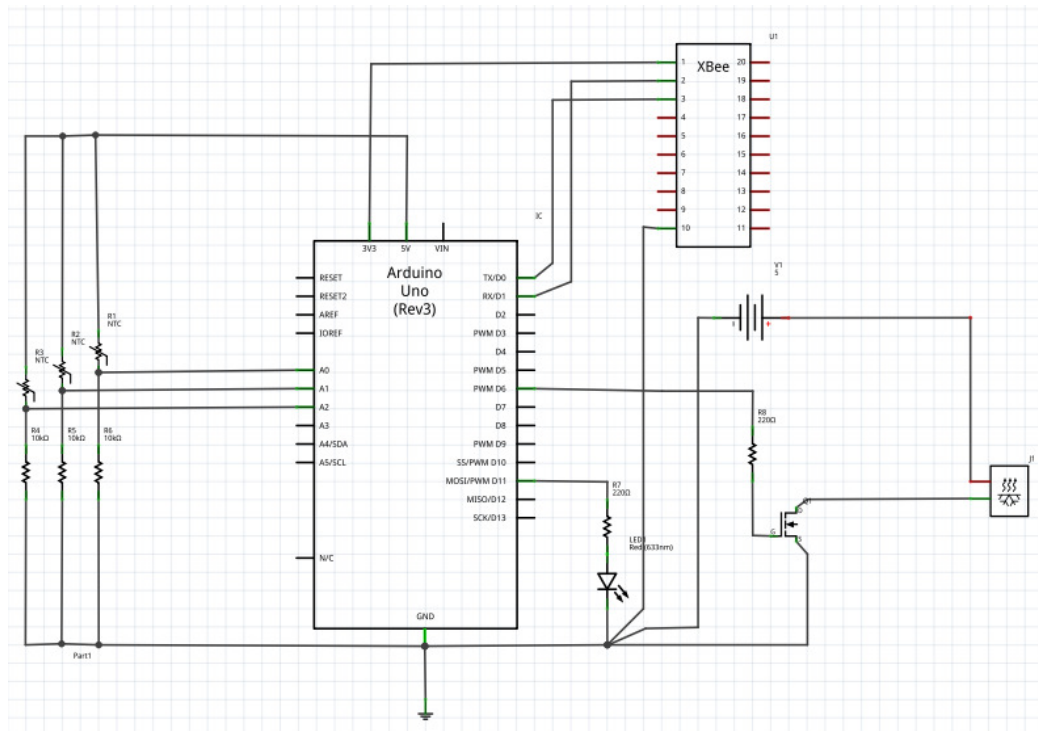 U1
XBee
1
2
3
4
5
6
7
8
9
10
20
19
18
17
16
15
14
13
12
11
IC
3V3
5V
VIN
Arduino
Uno
(Rev3)
RESET
RESET2
AREF
IOREF
A0
A1
A2
A3
A4/SDA
A5/SCL
N/C
TX/D0
RX/D1
D2
PWM D3
D4
PWM D5
PWM D6
D7
D8
PWM D9
SS/PWM D10
MOSI/PWM D11
MISO/D12
SCK/D13
GND
V1
5
+
R1
NTC
R2
NTC
R3
NTC
R4
10kΩ
R5
10kΩ
R6
10kΩ
R8
220Ω
R7
220Ω
LED1
Red (633nm)
J1
Q1
D
G
S
Part1